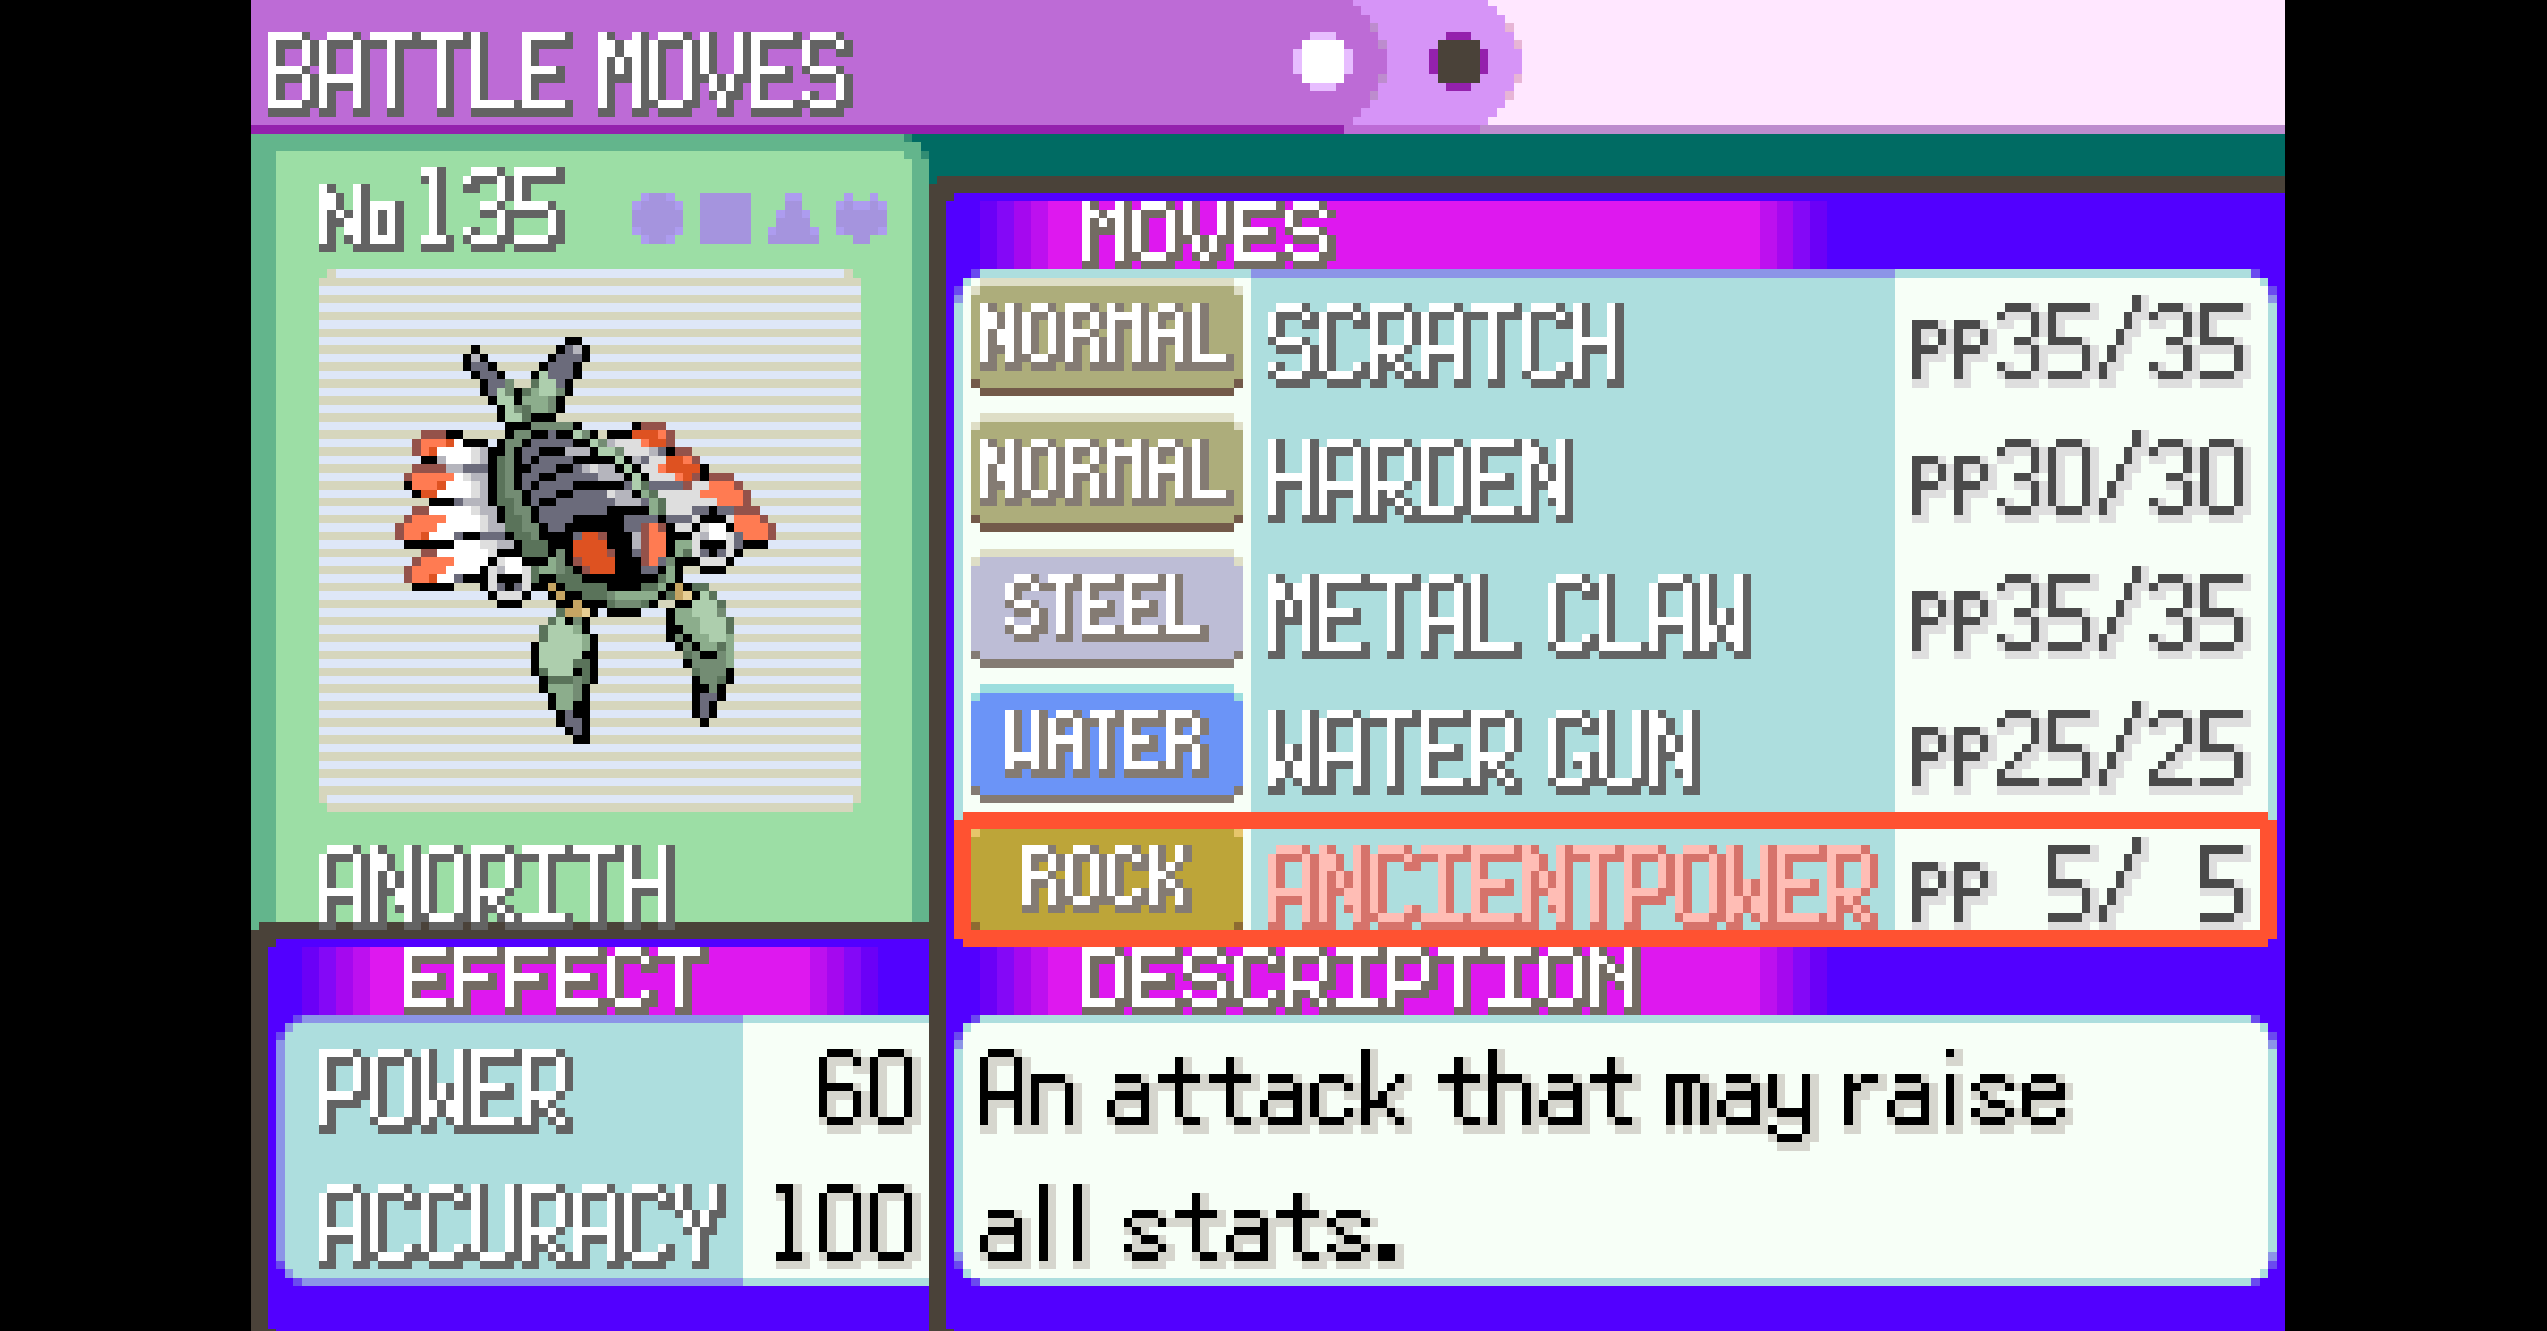 BATTLE MOVES
No135
MOVES
NORMAL SCRATCH PP35/35
NORMAL HARDEN PP30/30
STEEL METAL CLAW PP35/35
WATER WATER GUN PP25/25
ROCK ANCIENTPOWER PP 5/ 5
ANORITH
EFFECT
POWER 60
ACCURACY 100
DESCRIPTION
An attack that may raise
all stats.